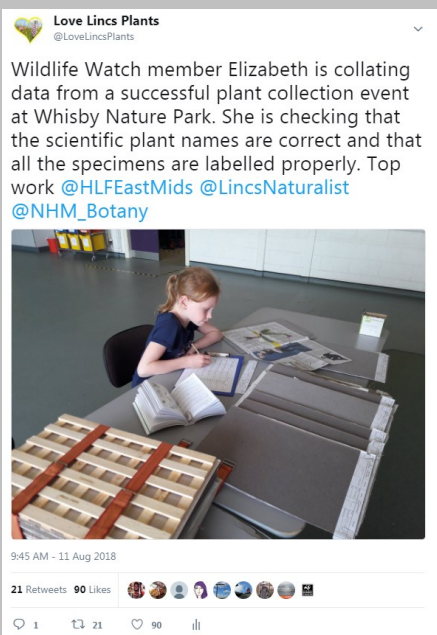 Love Lincs Plants
@LoveLincsPlants
Wildlife Watch member Elizabeth is collating
data from a successful plant collection event
at Whisby Nature Park. She is checking that
the scientific plant names are correct and that
all the specimens are labelled properly. Top
work @HLFEastMids @LincsNaturalist
@NHM_Botany
9:45 AM - 11 Aug 2018
21 Retweets 90 Likes
1 21 90